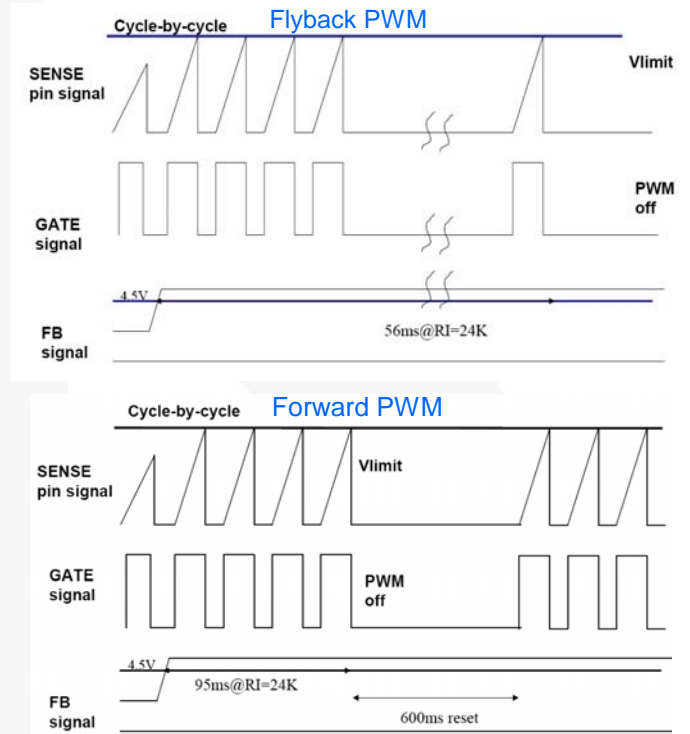 Cycle-by-cycle
Flyback PWM
Vlimit
SENSE
pin signal
PWM
off
GATE
signal
4.5V
56ms@RI=24K
FB
signal
Cycle-by-cycle
Forward PWM
Vlimit
SENSE
pin signal
GATE
signal
PWM
off
4.5V
95ms@RI=24K
FB
signal
600ms reset